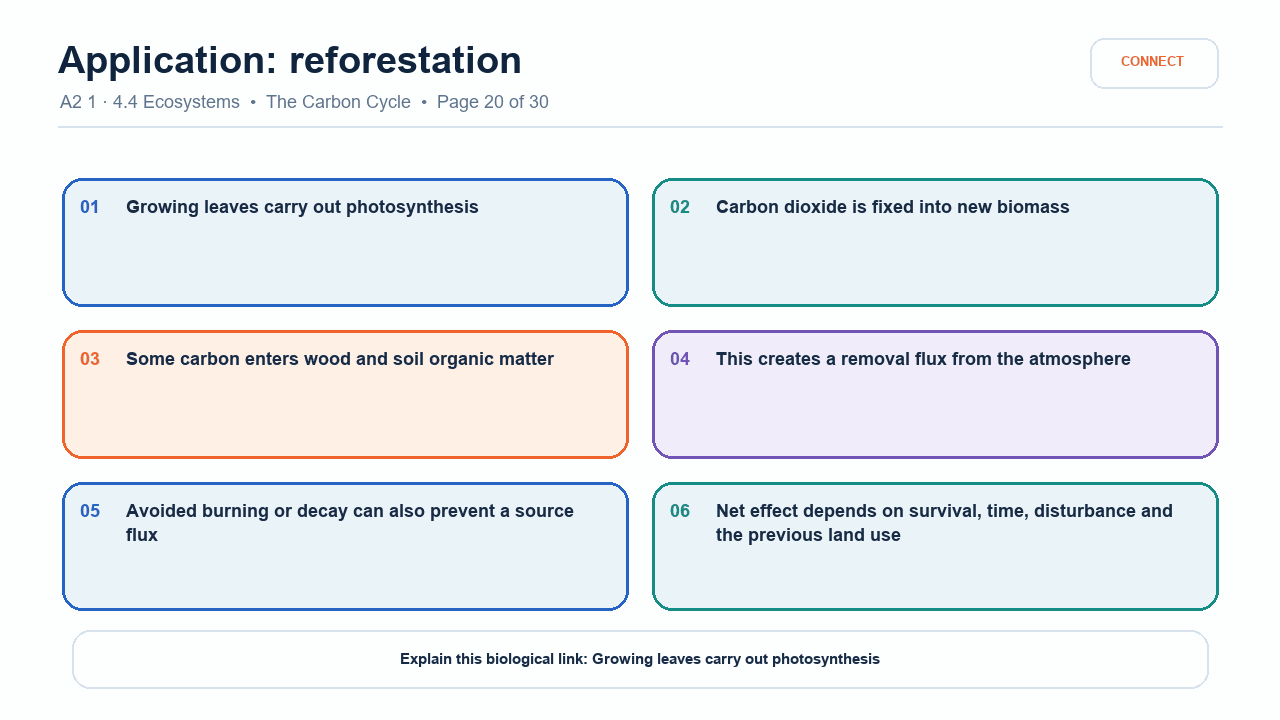 Application: reforestation
CONNECT
A2 1 · 4.4 Ecosystems • The Carbon Cycle • Page 20 of 30
01 Growing leaves carry out photosynthesis
02 Carbon dioxide is fixed into new biomass
03 Some carbon enters wood and soil organic matter
04 This creates a removal flux from the atmosphere
05 Avoided burning or decay can also prevent a source
flux
06 Net effect depends on survival, time, disturbance and
the previous land use
Explain this biological link: Growing leaves carry out photosynthesis